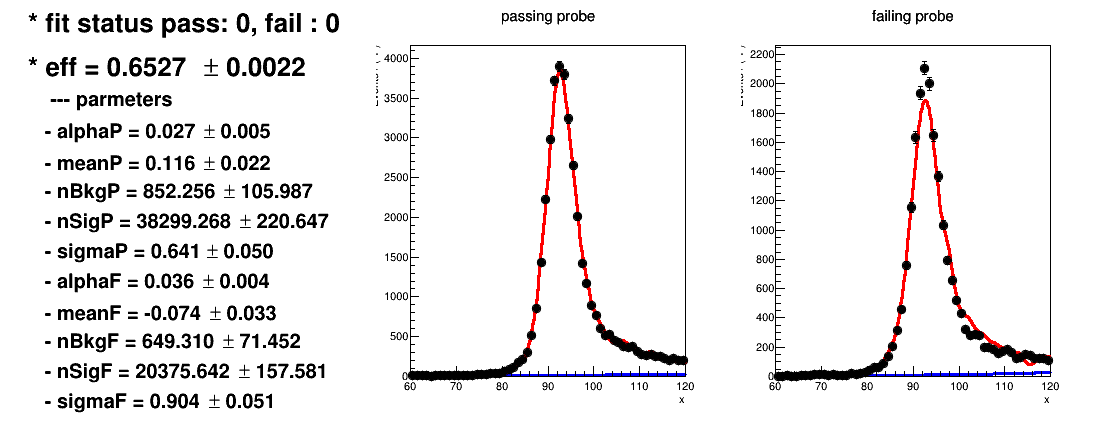 * fit status pass: 0, fail : 0
* eff = 0.6527 ± 0.0022
--- parmeters
- alphaP = 0.027 ± 0.005
- meanP = 0.116 ± 0.022
- nBkgP = 852.256 ± 105.987
- nSigP = 38299.268 ± 220.647
- sigmaP = 0.641 ± 0.050
- alphaF = 0.036 ± 0.004
- meanF = -0.074 ± 0.033
- nBkgF = 649.310 ± 71.452
- nSigF = 20375.642 ± 157.581
- sigmaF = 0.904 ± 0.051
passing probe
4000
3500
3000
2500
2000
1500
1000
500
0
60 70 80 90 100 110 120
x
failing probe
2200
2000
1800
1600
1400
1200
1000
800
600
400
200
0
60 70 80 90 100 110 120
x